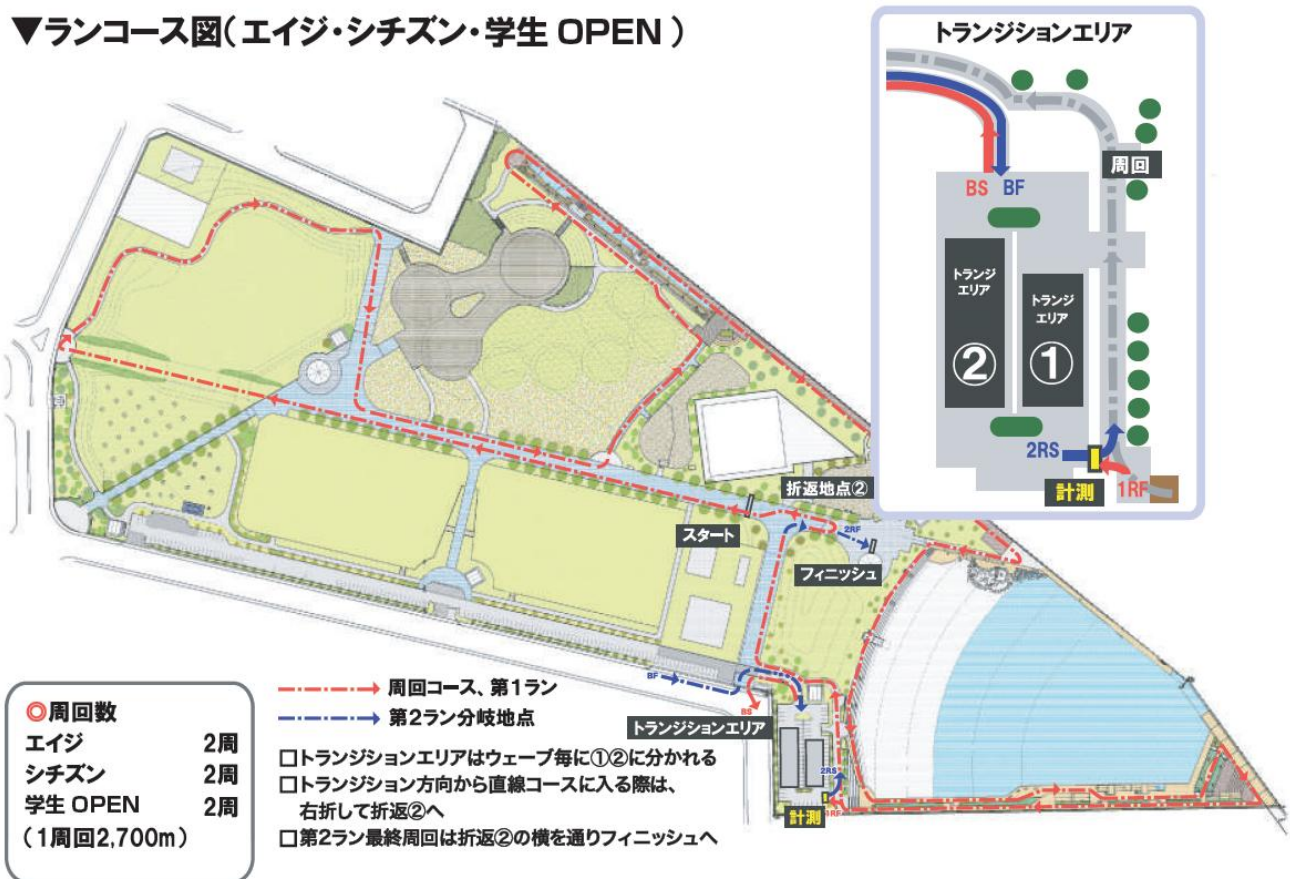 ▼ランコース図(エイジ・シチズン・学生 OPEN )
トランジションエリア
周回
BS BF
トランジ
エリア
②
トランジ
エリア
①
2RS
計測
1RF
折返地点②
スタート
2RF
フィニッシュ
BF
BS
トランジションエリア
2RS
計測
1RF
◎周回数
エイジ 2周
シチズン 2周
学生 OPEN 2周
(1周回2,700m)
周回コース、第1ラン
第2ラン分岐地点
□トランジションエリアはウェーブ毎に①②に分かれる
□トランジション方向から直線コースに入る際は、
右折して折返②へ
□第2ラン最終周回は折返②の横を通りフィニッシュへ